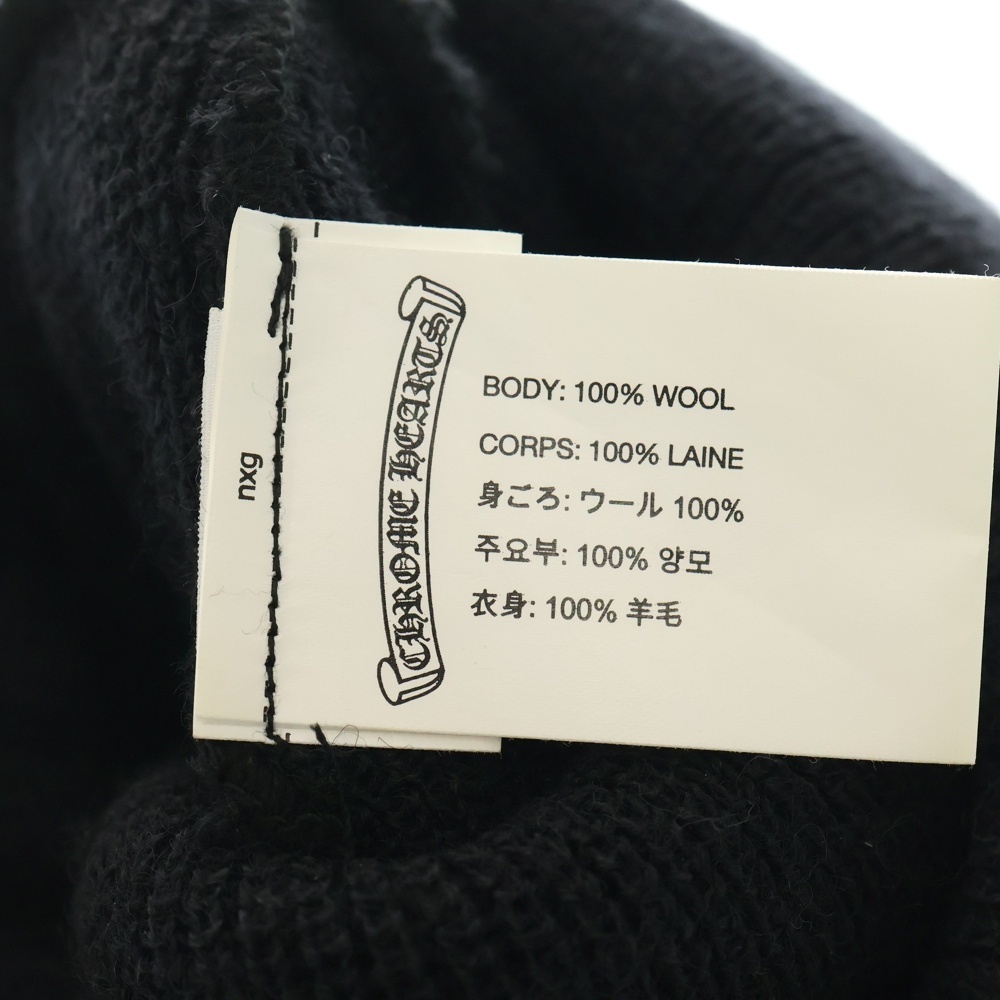 nxg
CHROME HEARTS
BODY: 100% WOOL
CORPS: 100% LAINE
身ごろ: ウール 100%
주요부: 100% 양모
衣身: 100% 羊毛